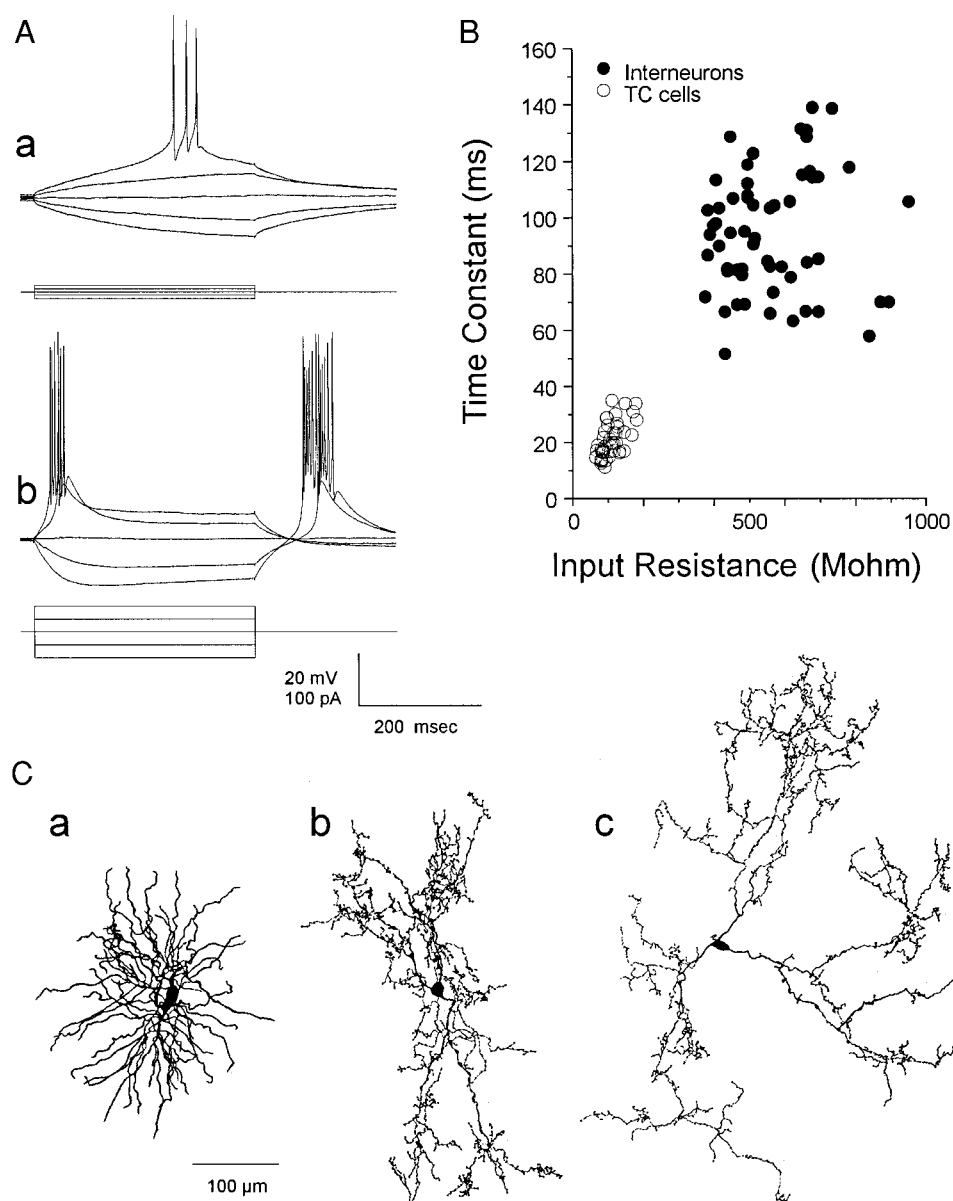 A
a
b
20 mV
100 pA
200 msec
B
Interneurons
TC cells
Time Constant (ms)
160
140
120
100
80
60
40
20
0
0
500
1000
Input Resistance (Mohm)
C
a
b
c
100 µm